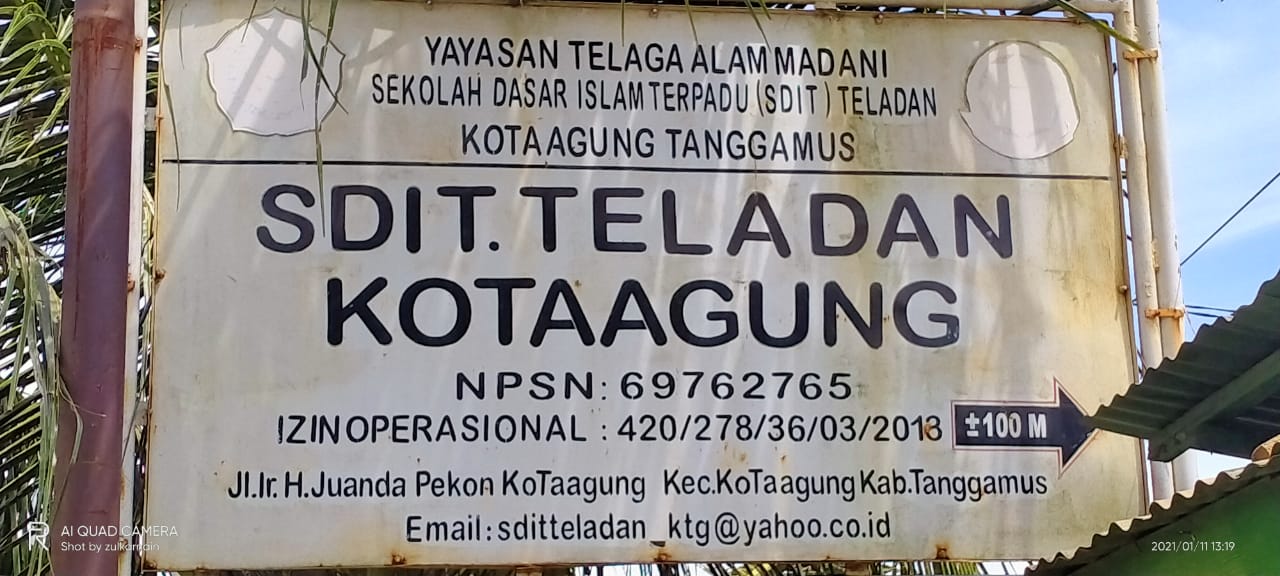 YAYASAN TELAGA ALAM MADANI
SEKOLAH DASAR ISLAM TERPADU (SDIT) TELADAN
KOTAAGUNG TANGGAMUS
SDIT. TELADAN
KOTAAGUNG
NPSN: 69762765
IZIN OPERASIONAL : 420/278/36/03/2013
±100 M
Jl.Ir. H.Juanda Pekon KoTaagung Kec.KoTaagung Kab.Tanggamus
Email : sditteladan_ktg@yahoo.co.id
AI QUAD CAMERA
Shot by zulkarnain
2021/01/11 13:19